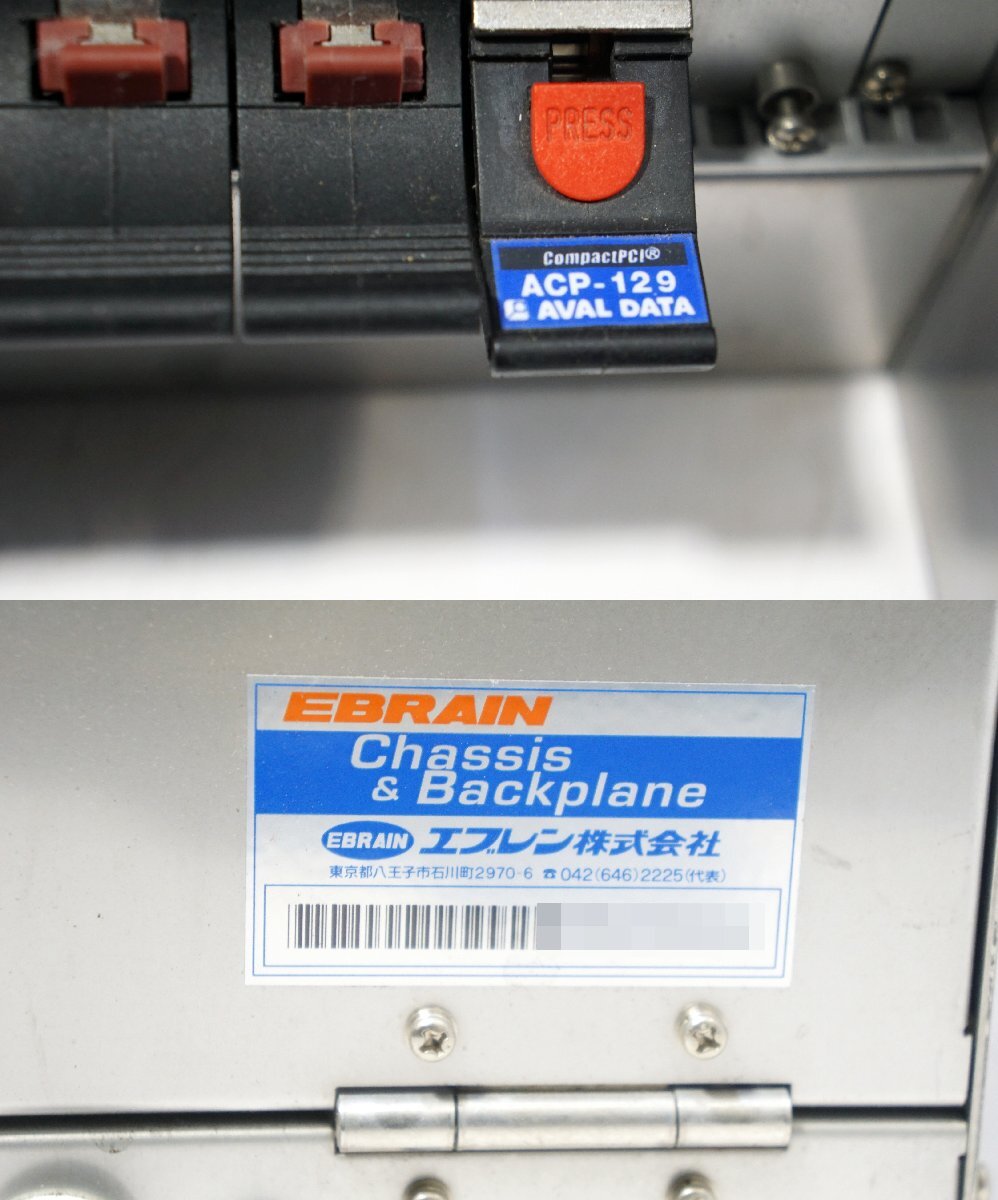 PRESS
CompactPCI®
ACP-129
AVAL DATA
EBRAIN
Chassis
& Backplane
EBRAIN エブレン株式会社
東京都八王子市石川町2970-6 ☎042(646)2225(代表)